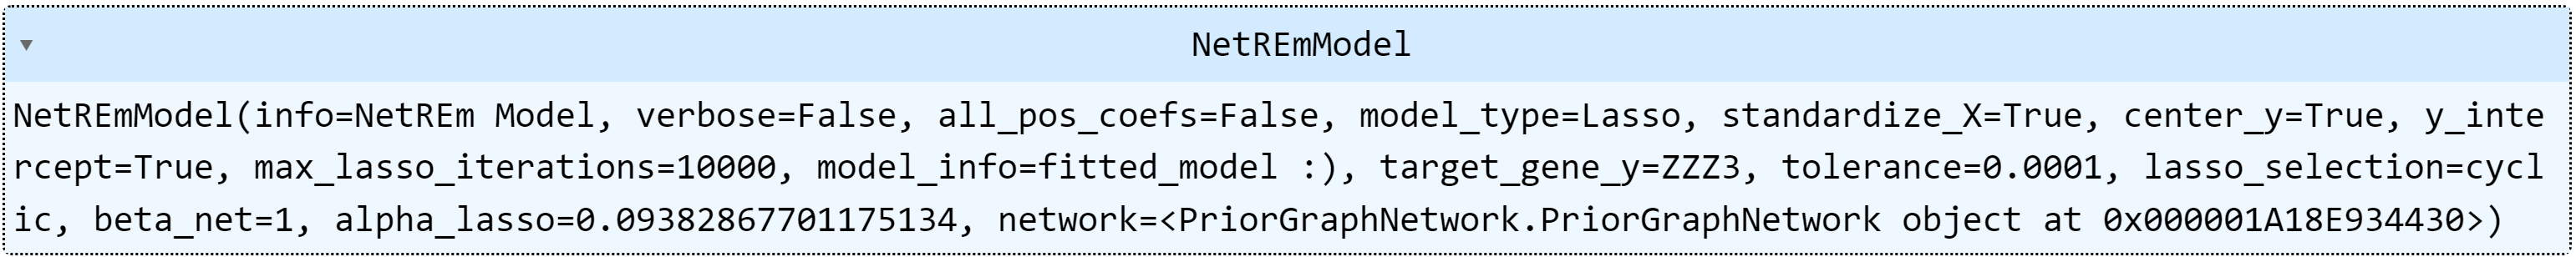 NetREmModel
NetREmModel(info=NetREm Model, verbose=False, all_pos_coefs=False, model_type=Lasso, standardize_X=True, center_y=True, y_inte
rcept=True, max_lasso_iterations=10000, model_info=fitted_model :), target_gene_y=ZZZ3, tolerance=0.0001, lasso_selection=cycl
ic, beta_net=1, alpha_lasso=0.09382867701175134, network=<PriorGraphNetwork.PriorGraphNetwork object at 0x000001A18E934430>)